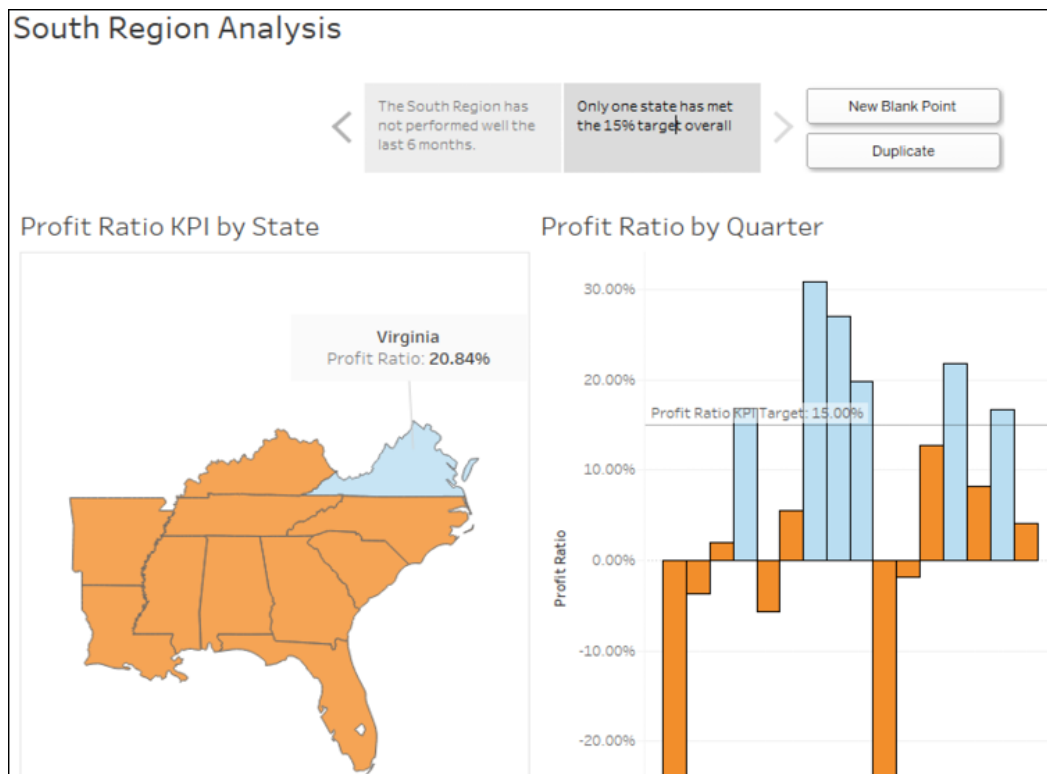 South Region Analysis
The South Region has
not performed well the
last 6 months.
Only one state has met
the 15% target overall
New Blank Point
Duplicate
Profit Ratio KPI by State
Virginia
Profit Ratio: 20.84%
Profit Ratio by Quarter
30.00%
20.00%
Profit Ratio KPI Target: 15.00%
10.00%
0.00%
-10.00%
-20.00%
Profit Ratio